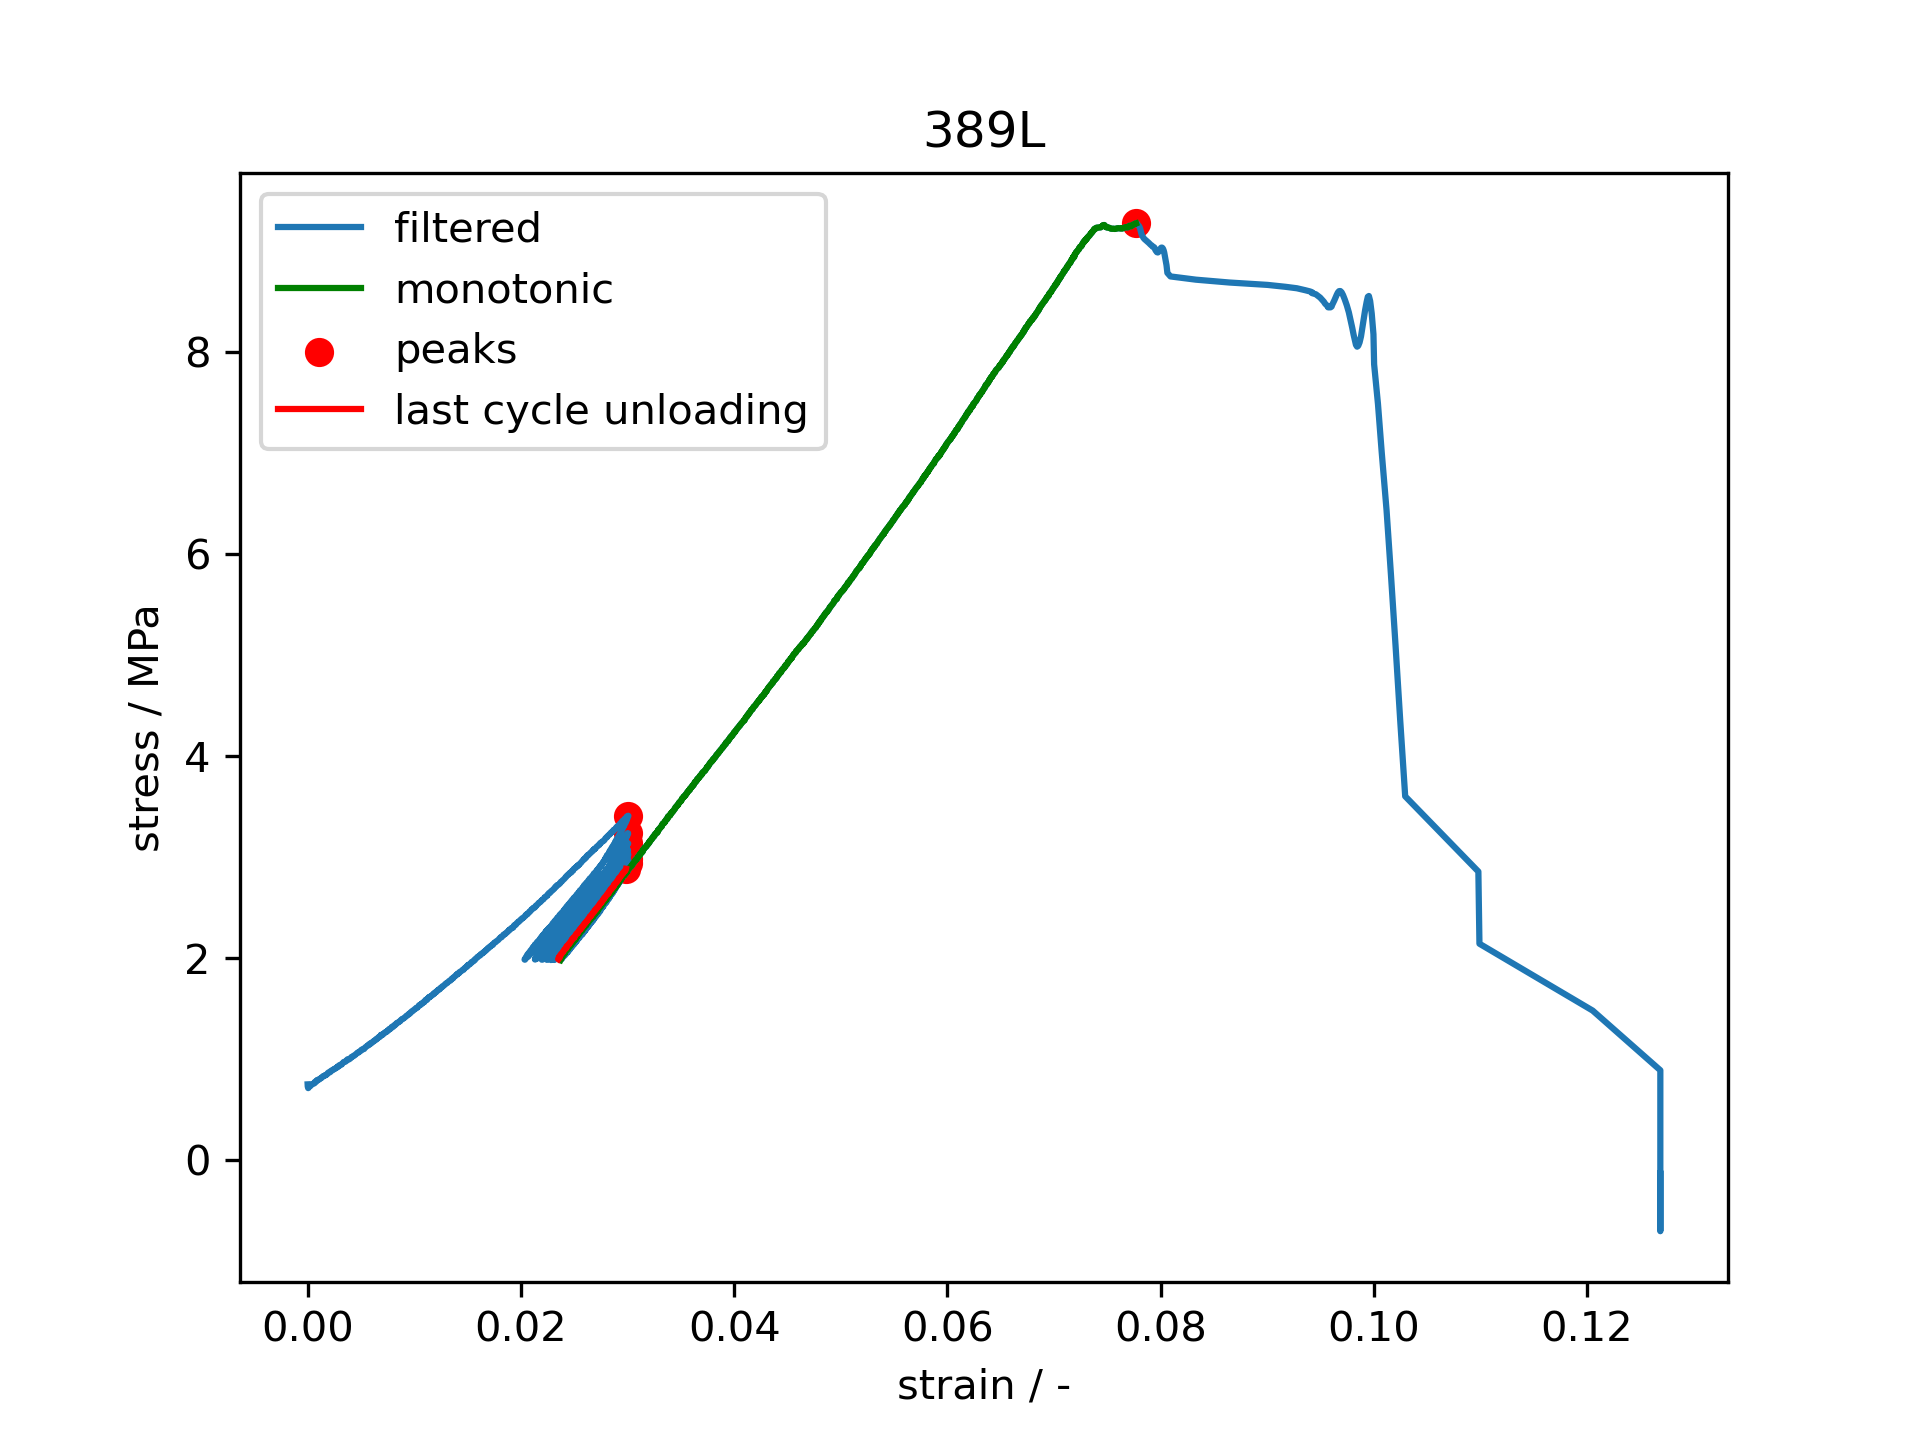 389L
filtered
monotonic
peaks
last cycle unloading
8
6
4
2
0
stress / MPa
0.00 0.02 0.04 0.06 0.08 0.10 0.12
strain / -